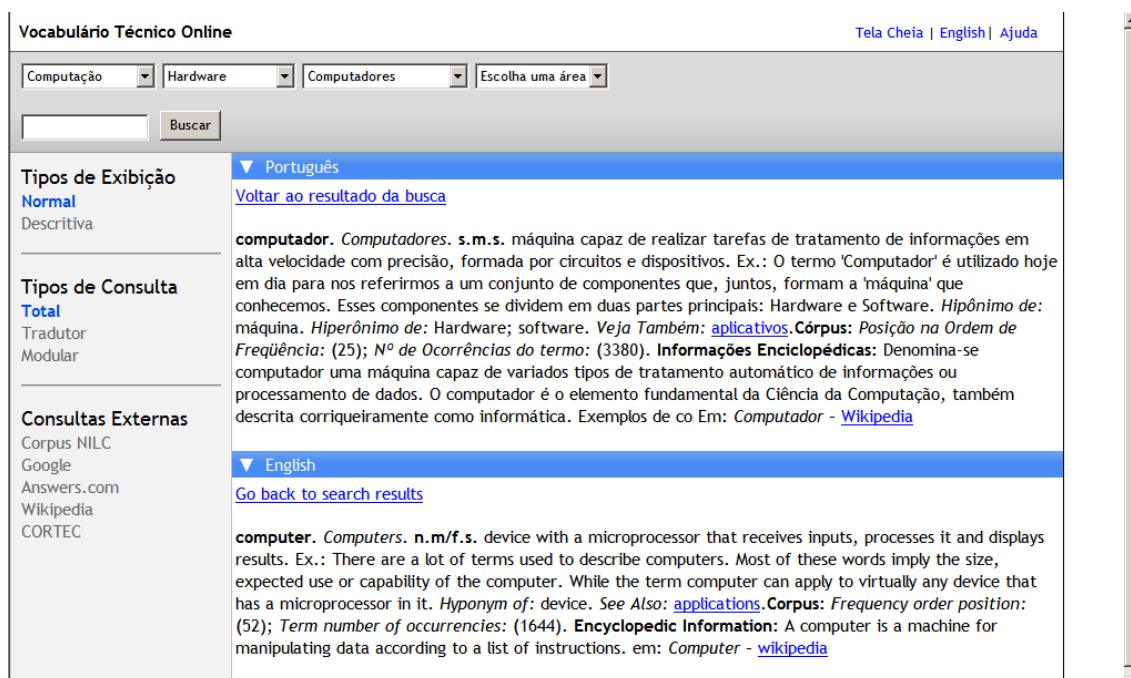 Vocabulário Técnico Online
Tela Cheia | English | Ajuda
Computação Hardware Computadores Escolha uma área
Buscar
Tipos de Exibição
Normal
Descritiva
Tipos de Consulta
Total
Tradutor
Modular
Consultas Externas
Corpus NILC
Google
Answers.com
Wikipedia
CORTEC
▼ Português
Voltar ao resultado da busca
computador. Computadores. s.m.s. máquina capaz de realizar tarefas de tratamento de informações em
alta velocidade com precisão, formada por circuitos e dispositivos. Ex.: O termo 'Computador' é utilizado hoje
em dia para nos referirmos a um conjunto de componentes que, juntos, formam a 'máquina' que
conhecemos. Esses componentes se dividem em duas partes principais: Hardware e Software. Hipônimo de:
máquina. Hiperônimo de: Hardware; software. Veja Também: aplicativos.Córpus: Posição na Ordem de
Freqüência: (25); Nº de Ocorrências do termo: (3380). Informações Enciclopédicas: Denomina-se
computador uma máquina capaz de variados tipos de tratamento automático de informações ou
processamento de dados. O computador é o elemento fundamental da Ciência da Computação, também
descrita corriqueiramente como informática. Exemplos de co Em: Computador - Wikipedia
▼ English
Go back to search results
computer. Computers. n.m/f.s. device with a microprocessor that receives inputs, processes it and displays
results. Ex.: There are a lot of terms used to describe computers. Most of these words imply the size,
expected use or capability of the computer. While the term computer can apply to virtually any device that
has a microprocessor in it. Hyponym of: device. See Also: applications.Corpus: Frequency order position:
(52); Term number of occurrencies: (1644). Encyclopedic Information: A computer is a machine for
manipulating data according to a list of instructions. em: Computer - wikipedia